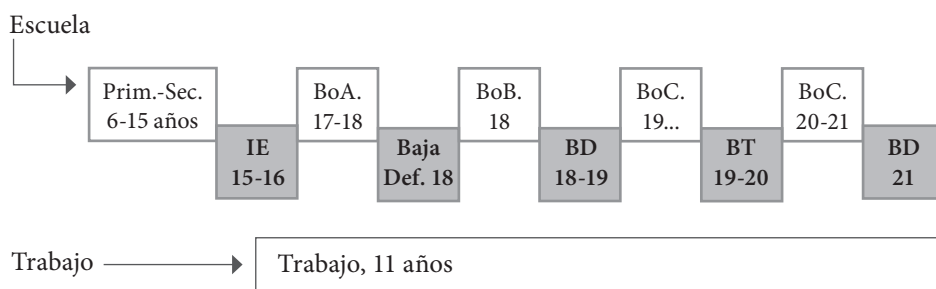 Escuela
Prim.-Sec.
6-15 años
IE
15-16
BoA.
17-18
Baja
Def. 18
BoB.
18
BD
18-19
BoC.
19...
BT
19-20
BoC.
20-21
BD
21
Trabajo
Trabajo, 11 años